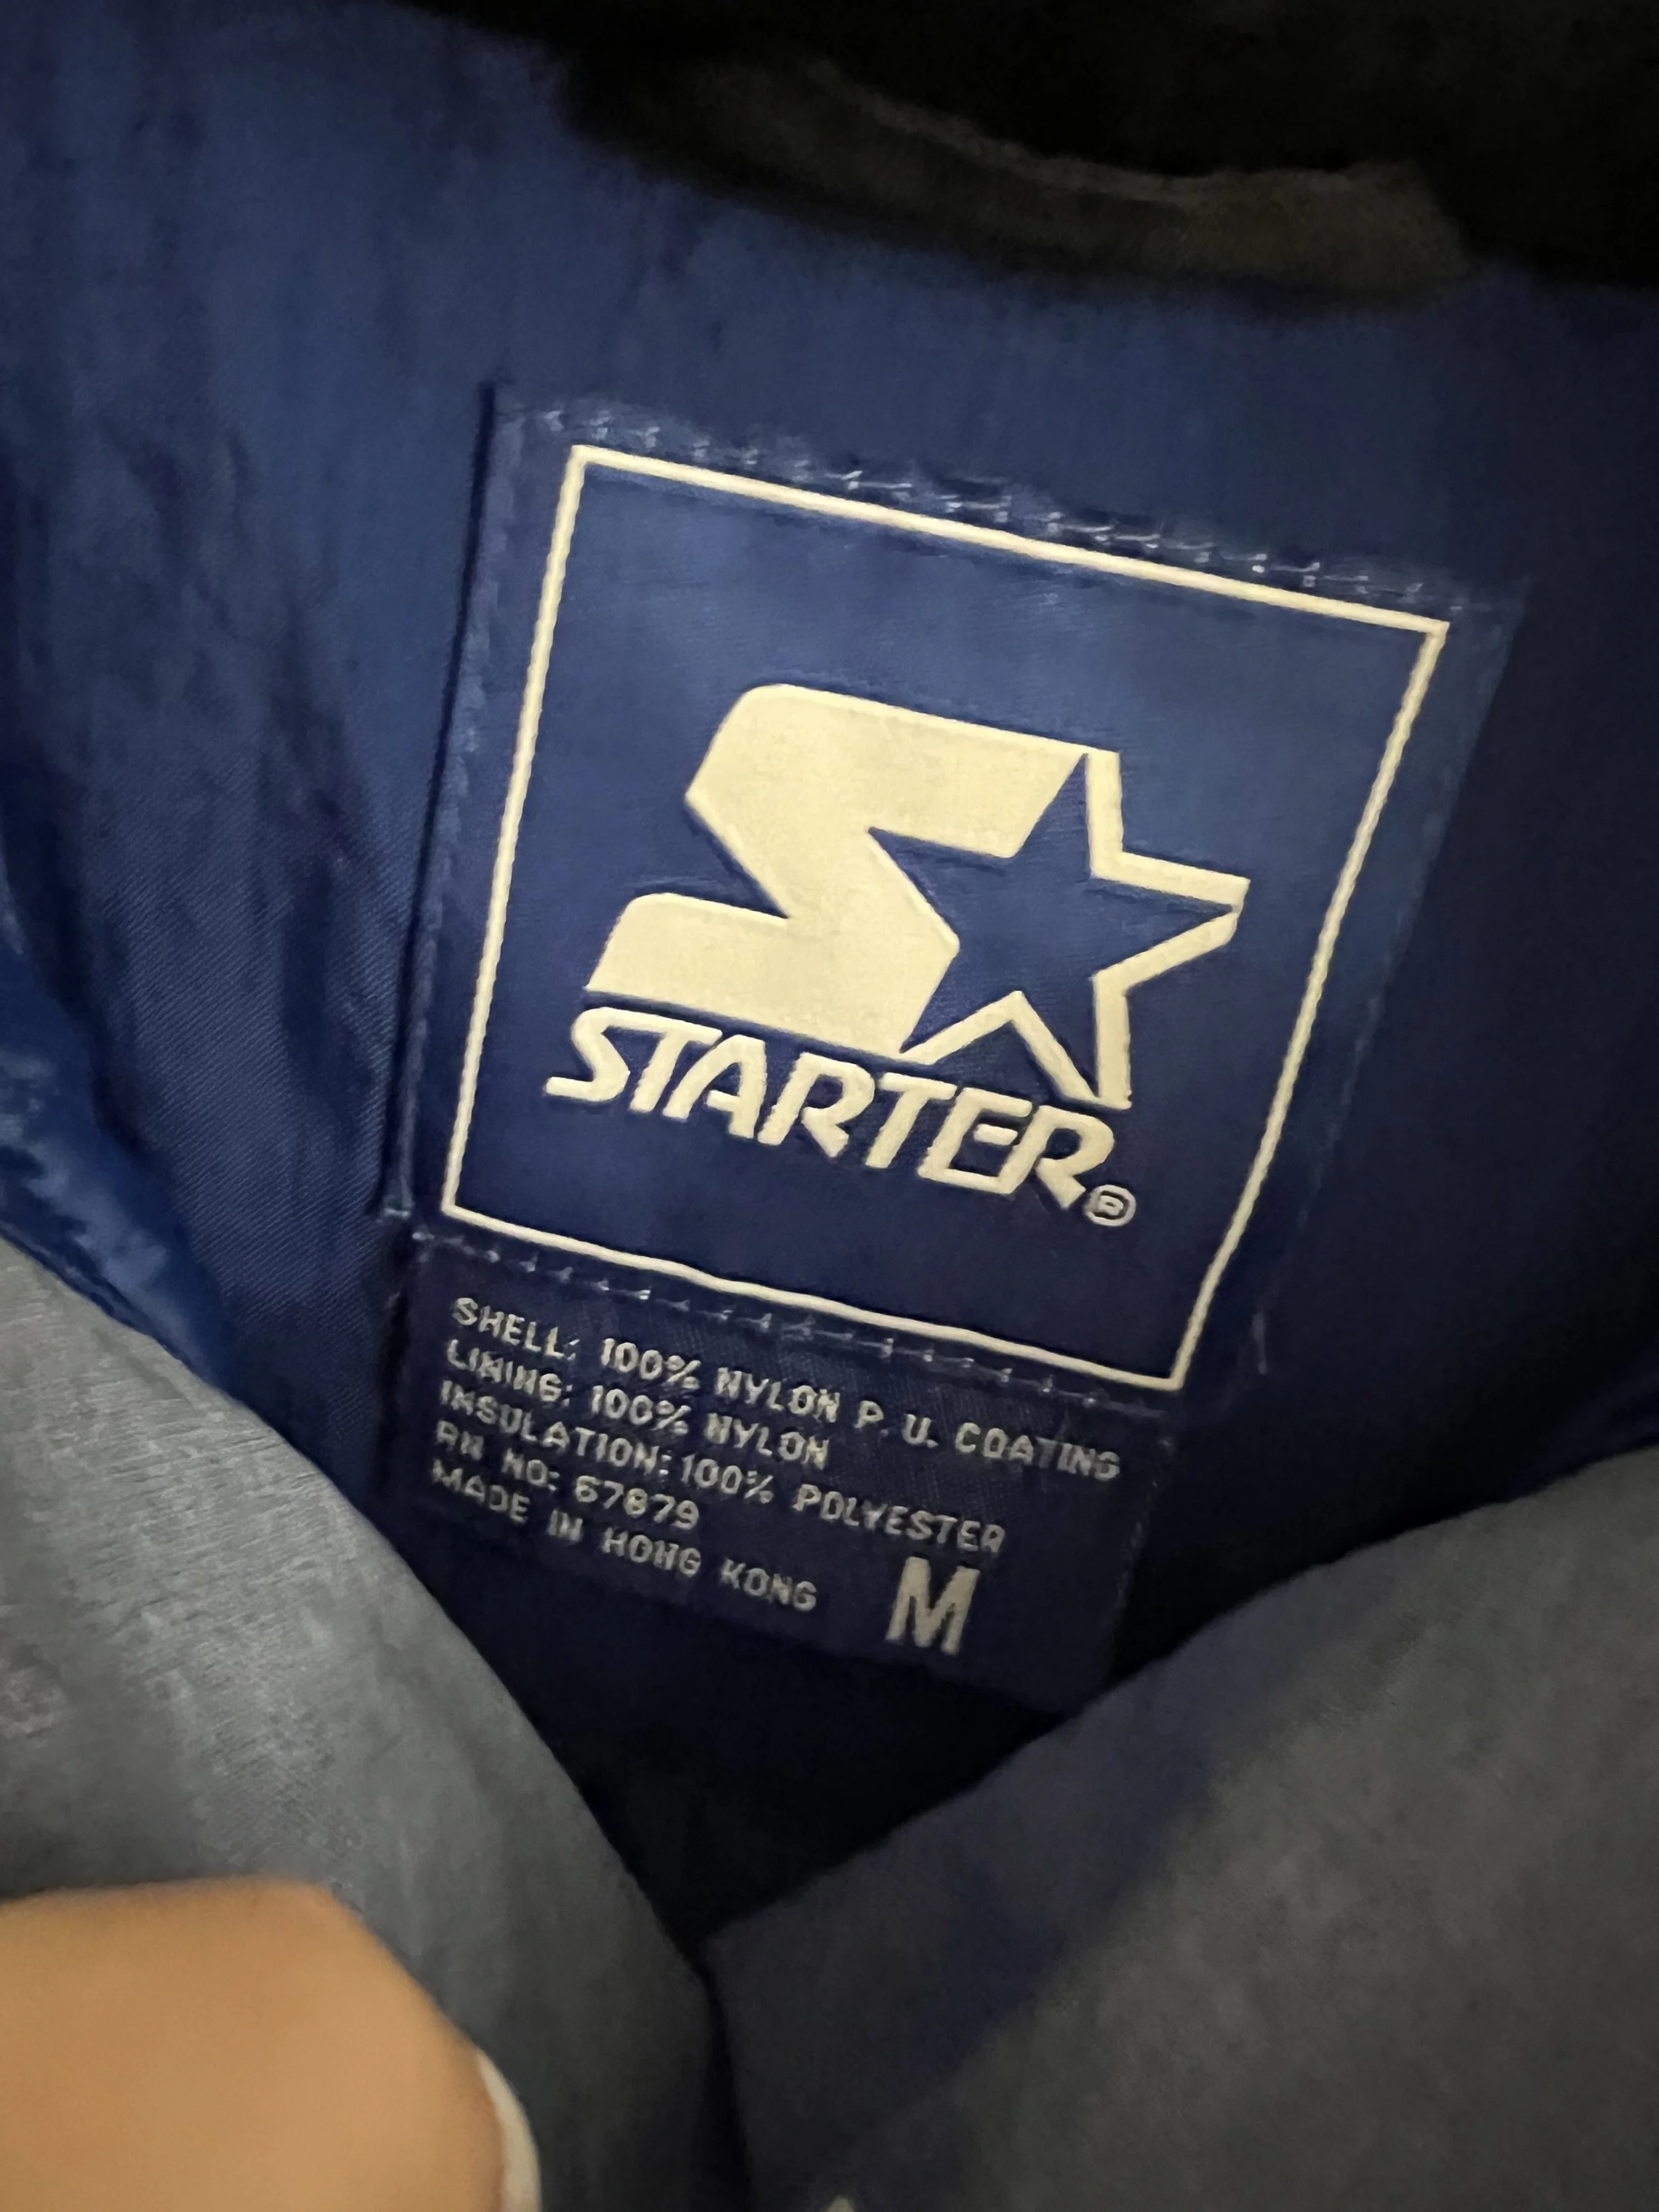 STARTER®
SHELL: 100% NYLON P.U. COATING
LINING: 100% NYLON
INSULATION: 100% POLYESTER
RN NO: 67879
MADE IN HONG KONG M